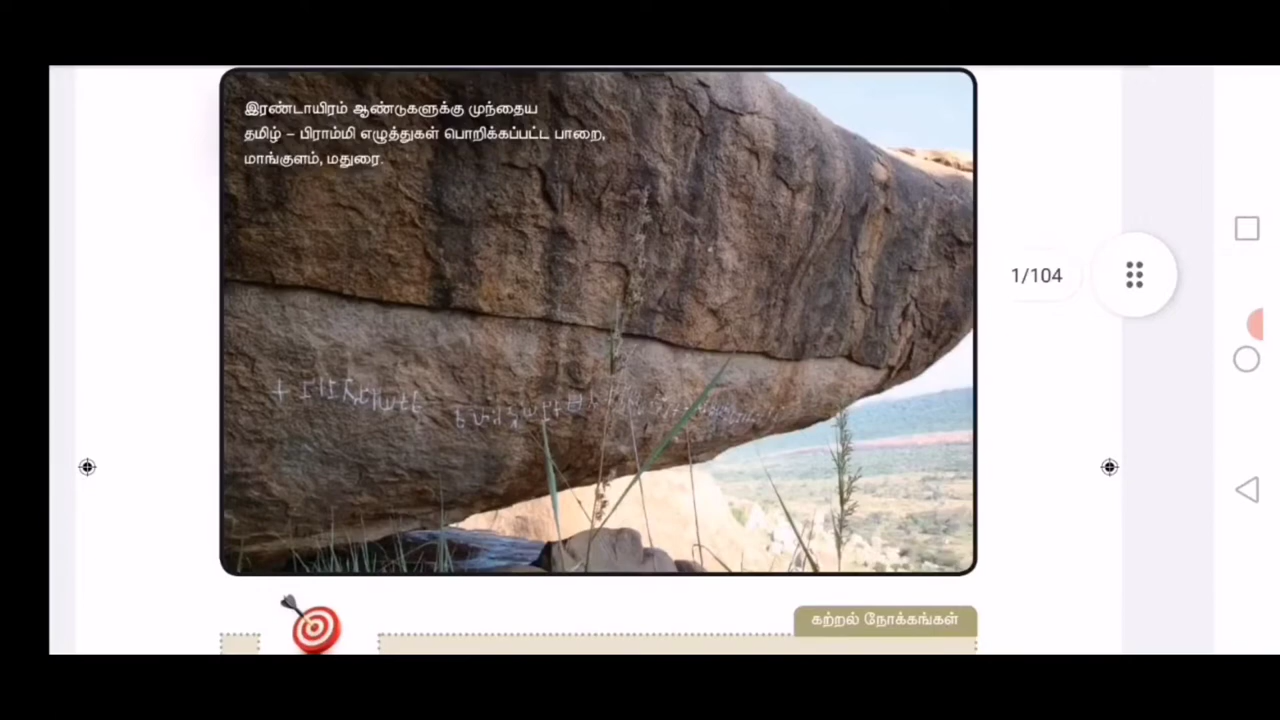 இரண்டாயிரம் ஆண்டுகளுக்கு முந்தைய
தமிழ் – பிராம்மி எழுத்துகள் பொறிக்கப்பட்ட பாறை,
மாங்குளம், மதுரை.
1/104
கற்றல் நோக்கங்கள்